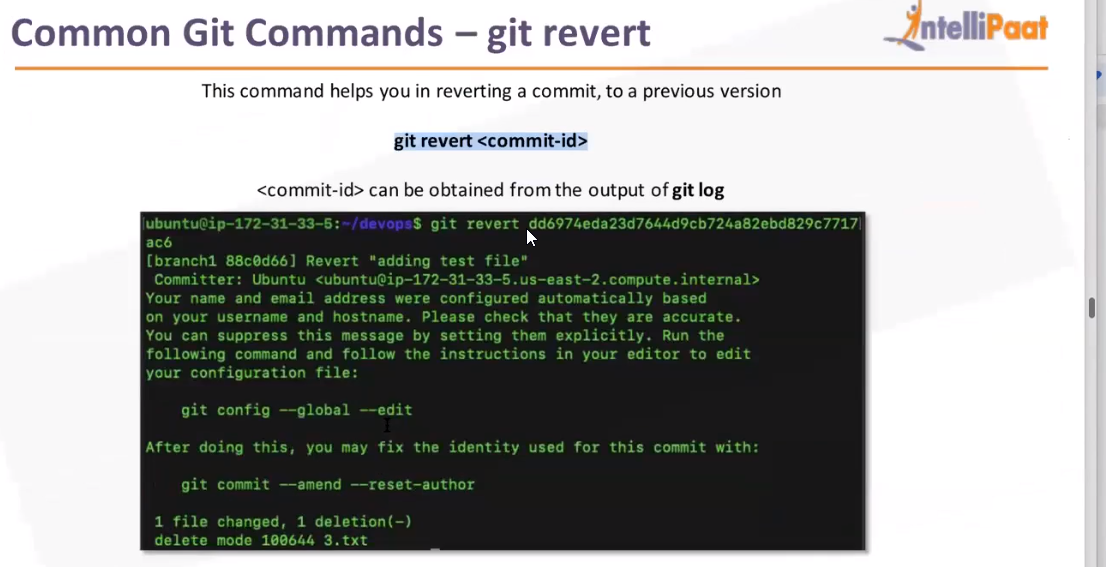 Common Git Commands – git revert
IntelliPaat
This command helps you in reverting a commit, to a previous version
git revert <commit-id>
<commit-id> can be obtained from the output of git log
ubuntu@ip-172-31-33-5:~/devops$ git revert dd6974eda23d7644d9cb724a82ebd829c7717
ac6
[branch1 88c0d66] Revert "adding test file"
Committer: Ubuntu <ubuntu@ip-172-31-33-5.us-east-2.compute.internal>
Your name and email address were configured automatically based
on your username and hostname. Please check that they are accurate.
You can suppress this message by setting them explicitly. Run the
following command and follow the instructions in your editor to edit
your configuration file:
git config --global --edit
After doing this, you may fix the identity used for this commit with:
git commit --amend --reset-author
1 file changed, 1 deletion(-)
delete mode 100644 3.txt